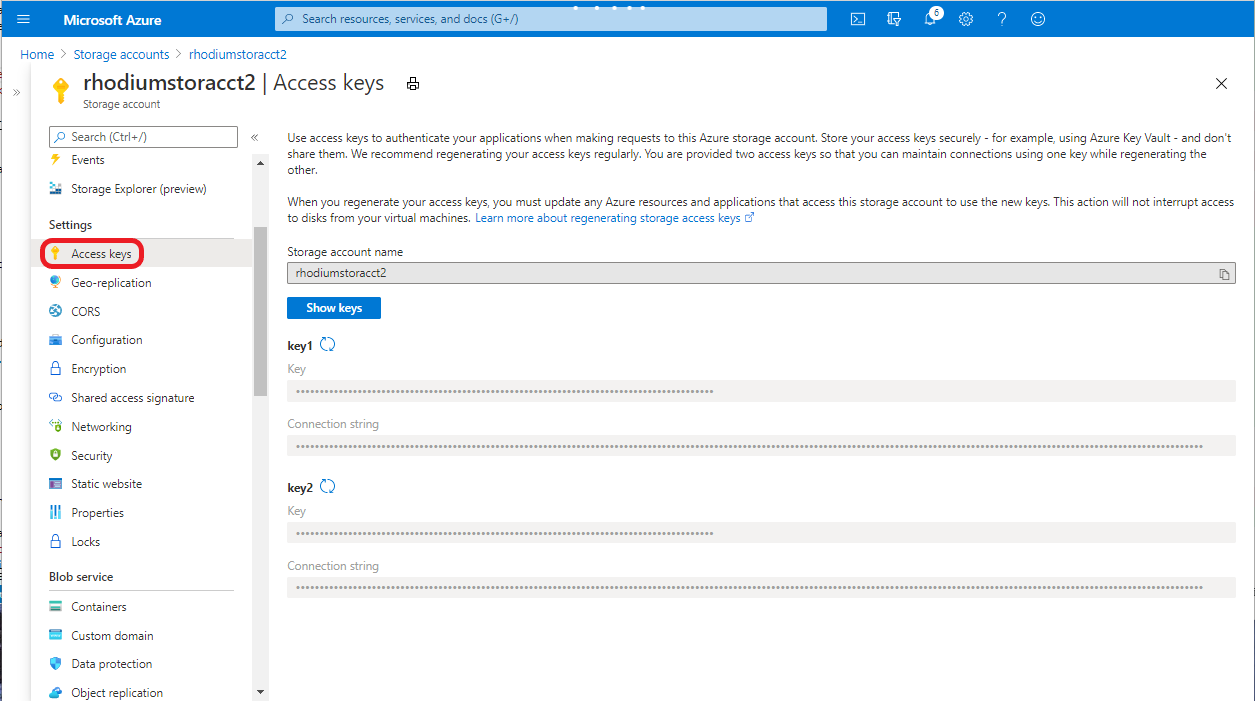 Microsoft Azure
Search resources, services, and docs (G+/)
6
Home > Storage accounts > rhodiumstoracct2
rhodiumstoracct2 | Access keys
Storage account
Search (Ctrl+/)
Events
Storage Explorer (preview)
Settings
Access keys
Geo-replication
CORS
Configuration
Encryption
Shared access signature
Networking
Security
Static website
Properties
Locks
Blob service
Containers
Custom domain
Data protection
Object replication
Use access keys to authenticate your applications when making requests to this Azure storage account. Store your access keys securely - for example, using Azure Key Vault - and don't
share them. We recommend regenerating your access keys regularly. You are provided two access keys so that you can maintain connections using one key while regenerating the
other.
When you regenerate your access keys, you must update any Azure resources and applications that access this storage account to use the new keys. This action will not interrupt access
to disks from your virtual machines. Learn more about regenerating storage access keys
Storage account name
rhodiumstoracct2
Show keys
key1
Key
Connection string
key2
Key
Connection string